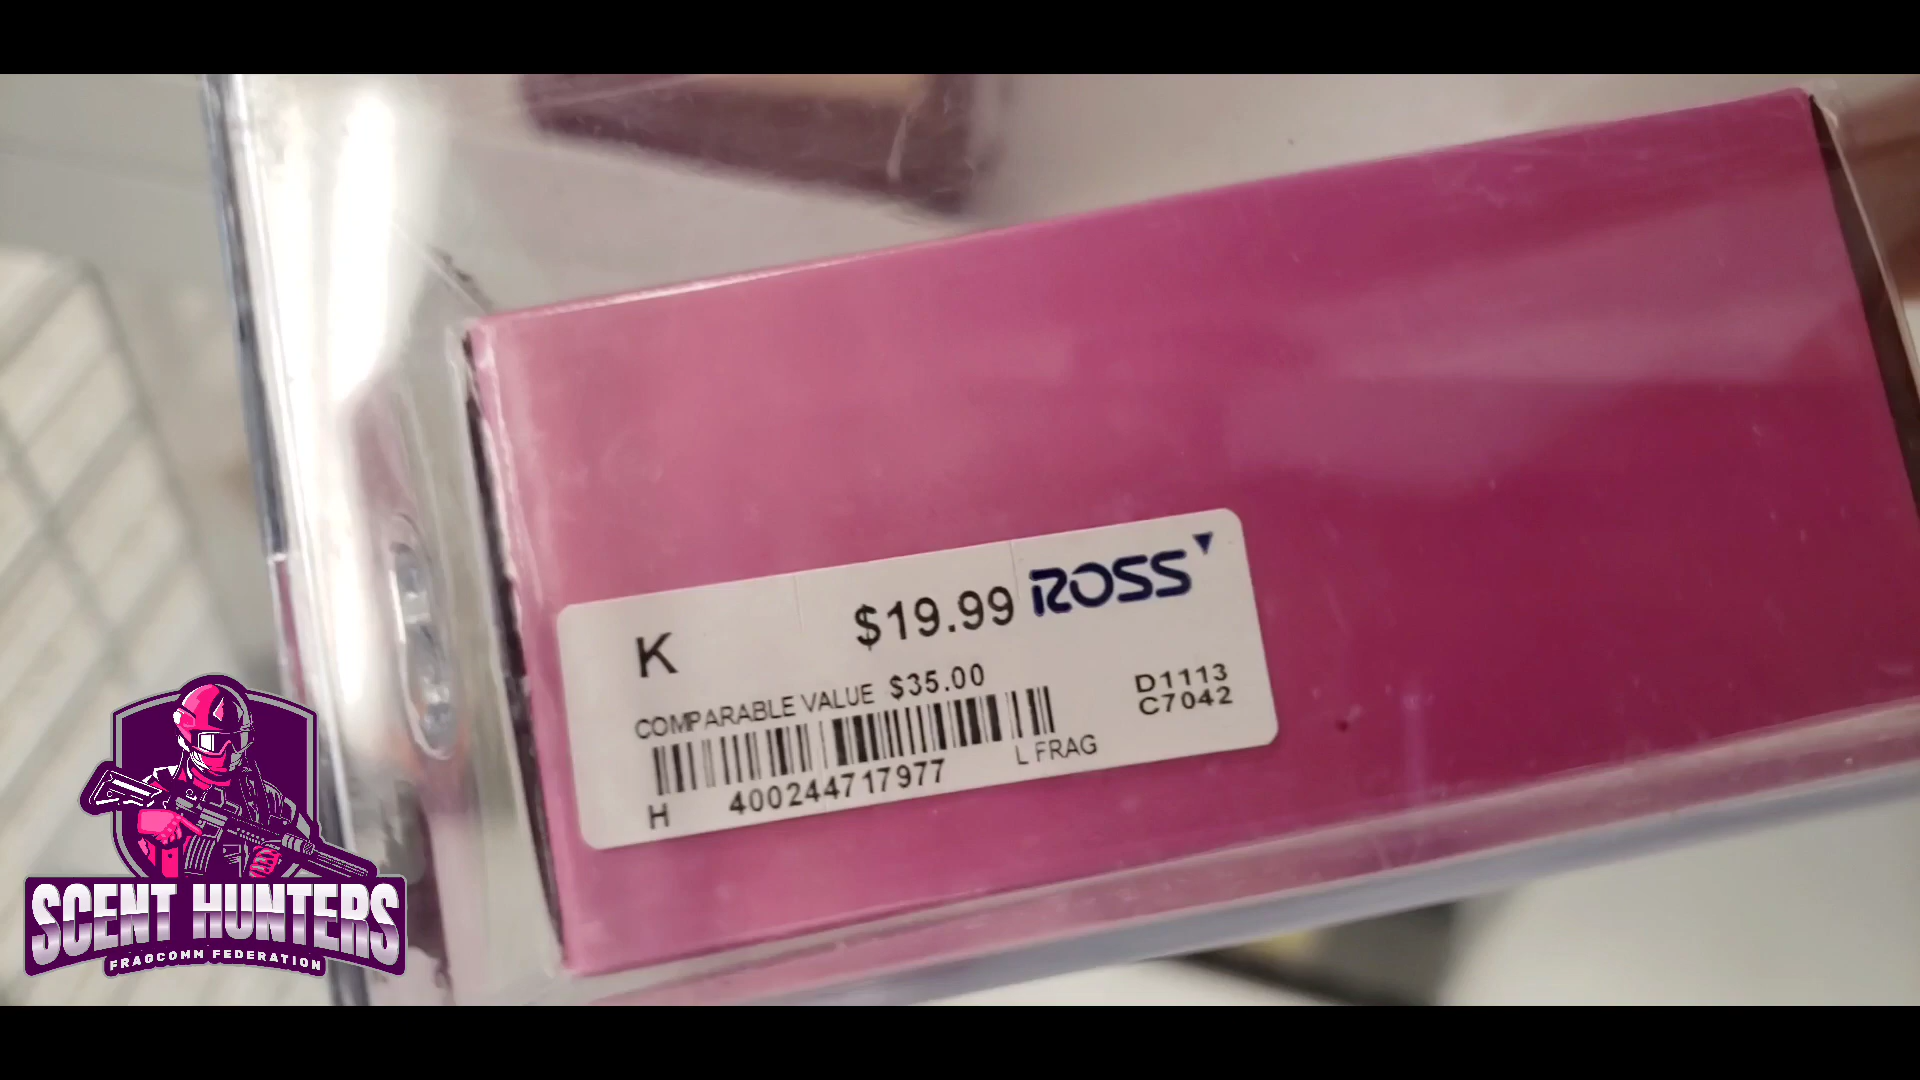 K
$19.99 ROSS
COMPARABLE VALUE $35.00
D1113
C7042
L FRAG
H 400244717977
SCENT HUNTERS
FRAGCOMM FEDERATION